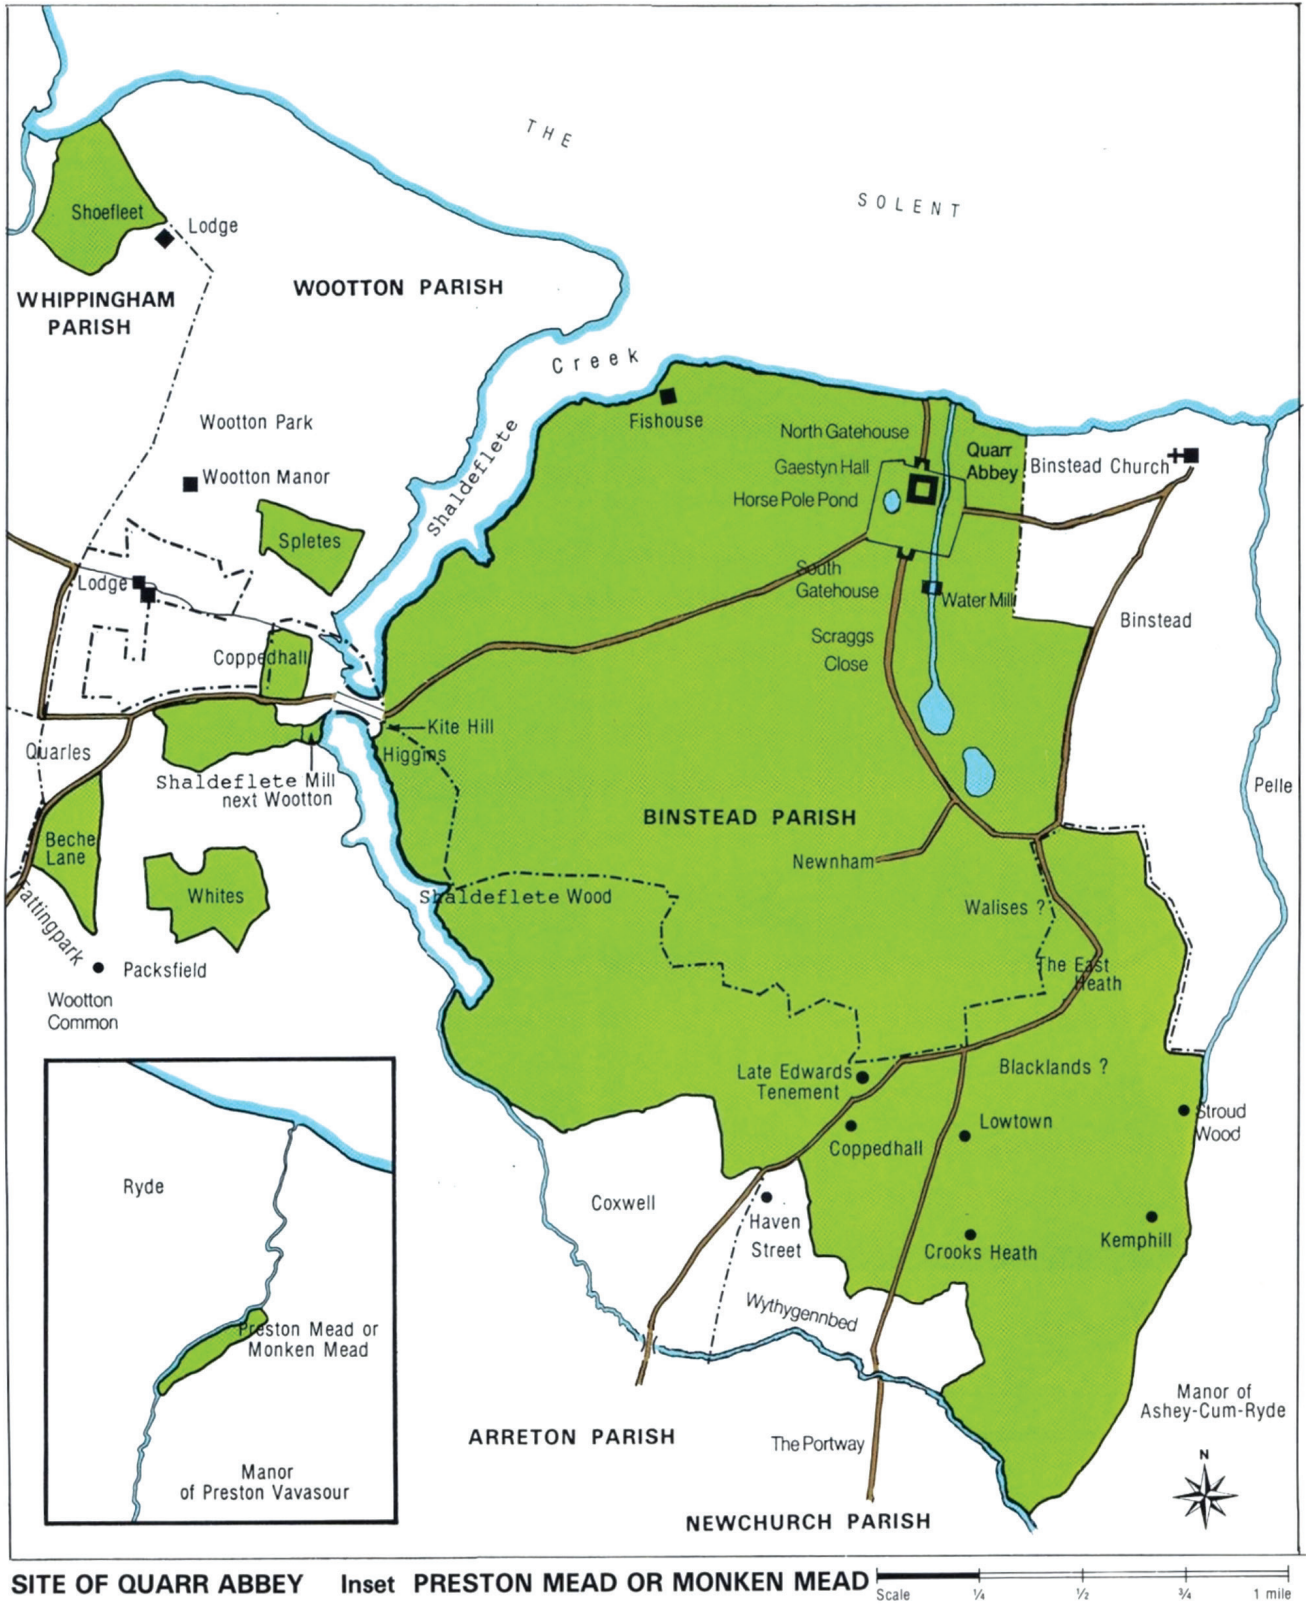 THE
SOLENT
Shoefleet
Lodge
WHIPPINGHAM
PARISH
WOOTTON PARISH
Creek
Shaldeflete
Fishouse
Wootton Park
Wootton Manor
Spletes
Lodge
Coppedhall
North Gatehouse
Gaestyn Hall
Horse Pole Pond
Quarr
Abbey
Binstead Church
South
Gatehouse
Water Mill
Binstead
Scraggs
Close
Quarles
Kite Hill
Higgins
Shaldeflete Mill
next Wootton
Pelle
BINSTEAD PARISH
Newnham
Beche
Lane
Whites
Shaldeflete Wood
Walises ?
Tattingpark
Packsfield
The East
Heath
Wootton
Common
Late Edwards
Tenement
Blacklands ?
Coppedhall
Lowtown
Stroud
Wood
Coxwell
Haven
Street
Crooks Heath
Kemphill
Wythygennbed
Ryde
Preston Mead or
Monken Mead
Manor
of Preston Vavasour
Manor of
Ashey-Cum-Ryde
ARRETON PARISH
The Portway
N
NEWCHURCH PARISH
SITE OF QUARR ABBEY Inset PRESTON MEAD OR MONKEN MEAD
Scale ¼ ½ ¾ 1 mile